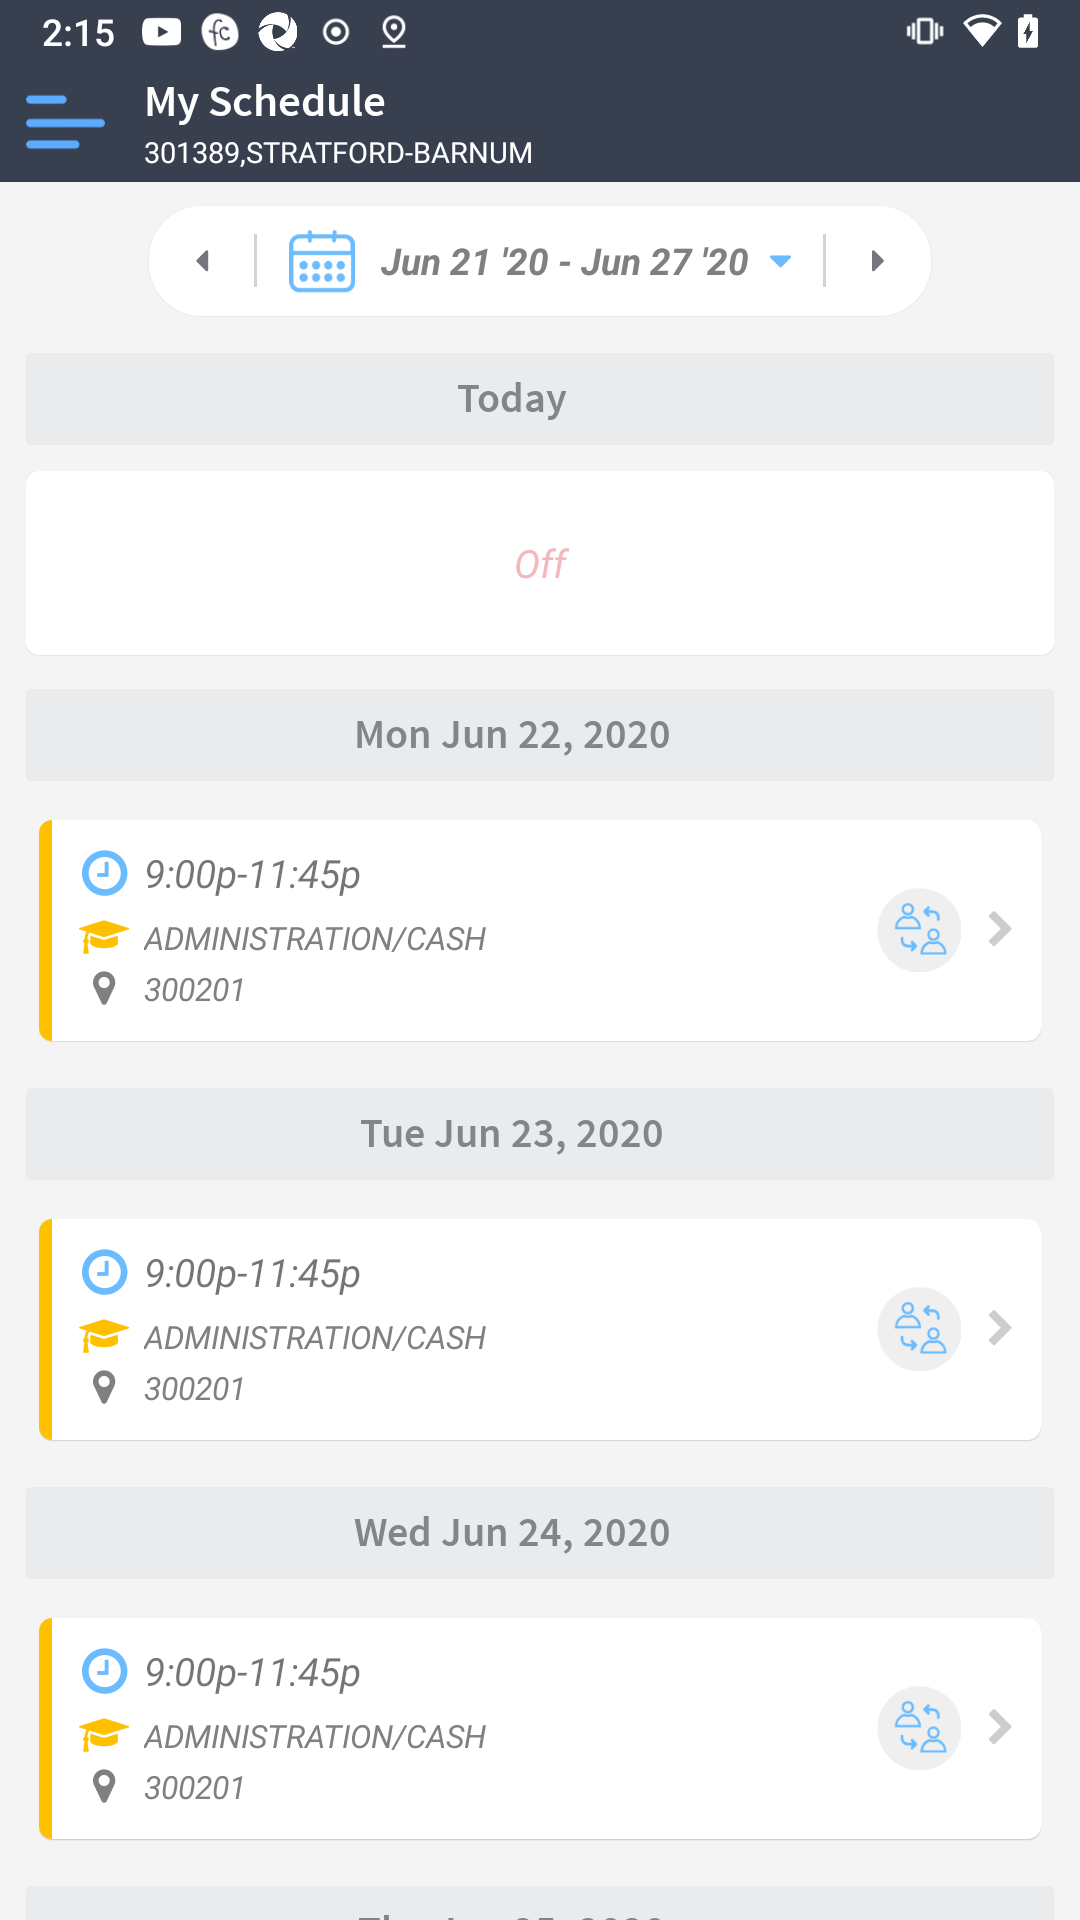 2:15
My Schedule
301389,STRATFORD-BARNUM
Jun 21 '20 - Jun 27 '20
Today
Off
Mon Jun 22, 2020
9:00p-11:45p
ADMINISTRATION/CASH
300201
Tue Jun 23, 2020
9:00p-11:45p
ADMINISTRATION/CASH
300201
Wed Jun 24, 2020
9:00p-11:45p
ADMINISTRATION/CASH
300201